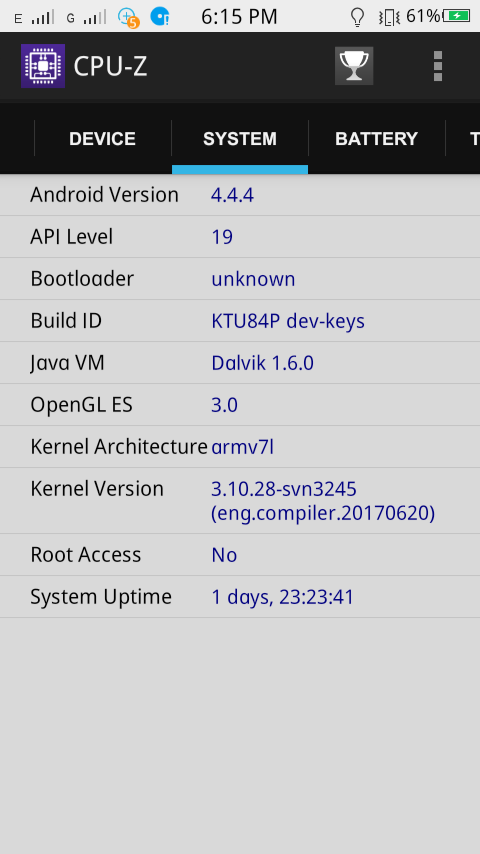 E G 5 6:15 PM 61%
CPU-Z
DEVICE SYSTEM BATTERY T
Android Version 4.4.4
API Level 19
Bootloader unknown
Build ID KTU84P dev-keys
Java VM Dalvik 1.6.0
OpenGL ES 3.0
Kernel Architecture armv7l
Kernel Version 3.10.28-svn3245
(eng.compiler.20170620)
Root Access No
System Uptime 1 days, 23:23:41